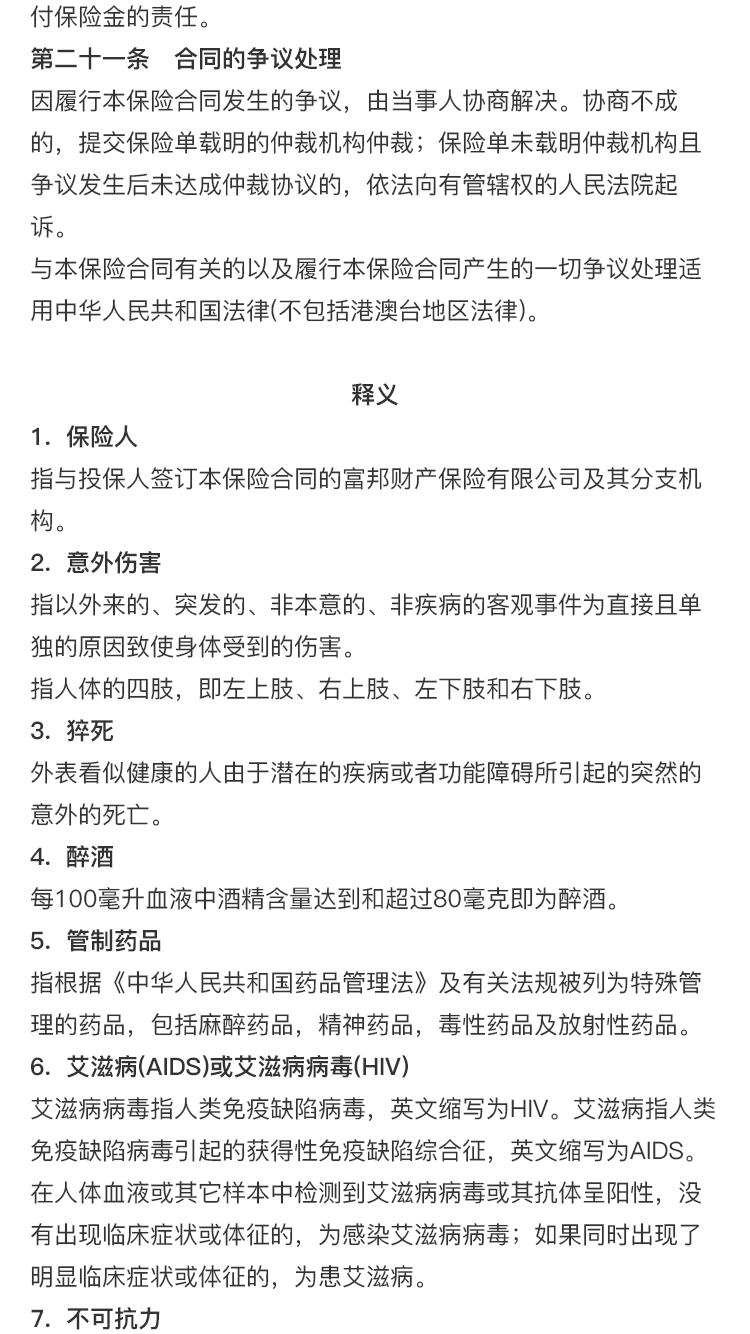 付保险金的责任。
第二十一条　合同的争议处理
因履行本保险合同发生的争议，由当事人协商解决。协商不成
的，提交保险单载明的仲裁机构仲裁；保险单未载明仲裁机构且
争议发生后未达成仲裁协议的，依法向有管辖权的人民法院起
诉。
与本保险合同有关的以及履行本保险合同产生的一切争议处理适
用中华人民共和国法律(不包括港澳台地区法律)。
释义
1. 保险人
指与投保人签订本保险合同的富邦财产保险有限公司及其分支机
构。
2. 意外伤害
指以外来的、突发的、非本意的、非疾病的客观事件为直接且单
独的原因致使身体受到的伤害。
指人体的四肢，即左上肢、右上肢、左下肢和右下肢。
3. 猝死
外表看似健康的人由于潜在的疾病或者功能障碍所引起的突然的
意外的死亡。
4. 醉酒
每100毫升血液中酒精含量达到和超过80毫克即为醉酒。
5. 管制药品
指根据《中华人民共和国药品管理法》及有关法规被列为特殊管
理的药品，包括麻醉药品，精神药品，毒性药品及放射性药品。
6. 艾滋病(AIDS)或艾滋病病毒(HIV)
艾滋病病毒指人类免疫缺陷病毒，英文缩写为HIV。艾滋病指人类
免疫缺陷病毒引起的获得性免疫缺陷综合征，英文缩写为AIDS。
在人体血液或其它样本中检测到艾滋病病毒或其抗体呈阳性，没
有出现临床症状或体征的，为感染艾滋病病毒；如果同时出现了
明显临床症状或体征的，为患艾滋病。
7. 不可抗力